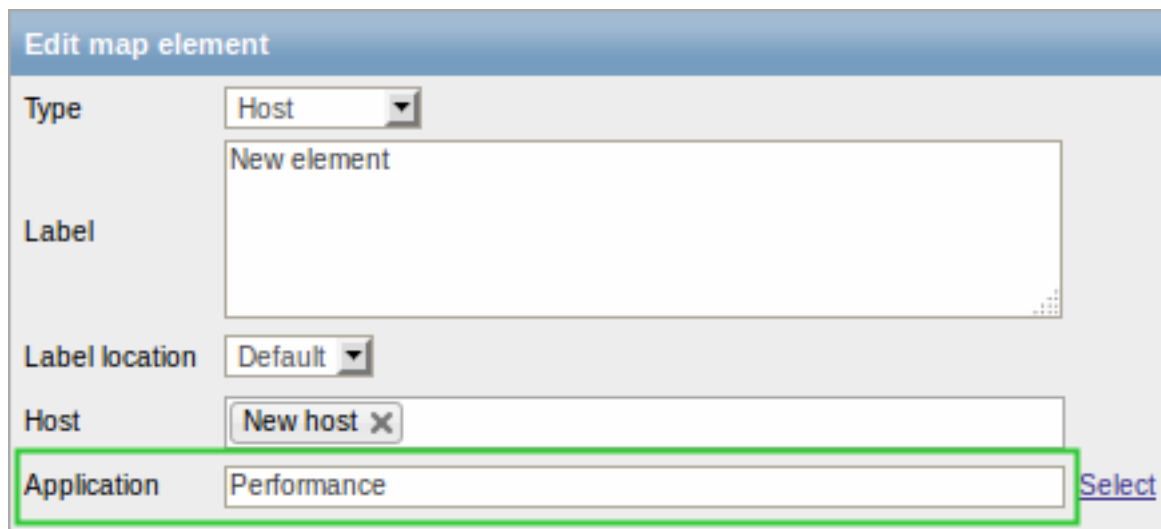 Edit map element
Type Host
New element
Label
Label location Default
Host New host
Application Performance Select